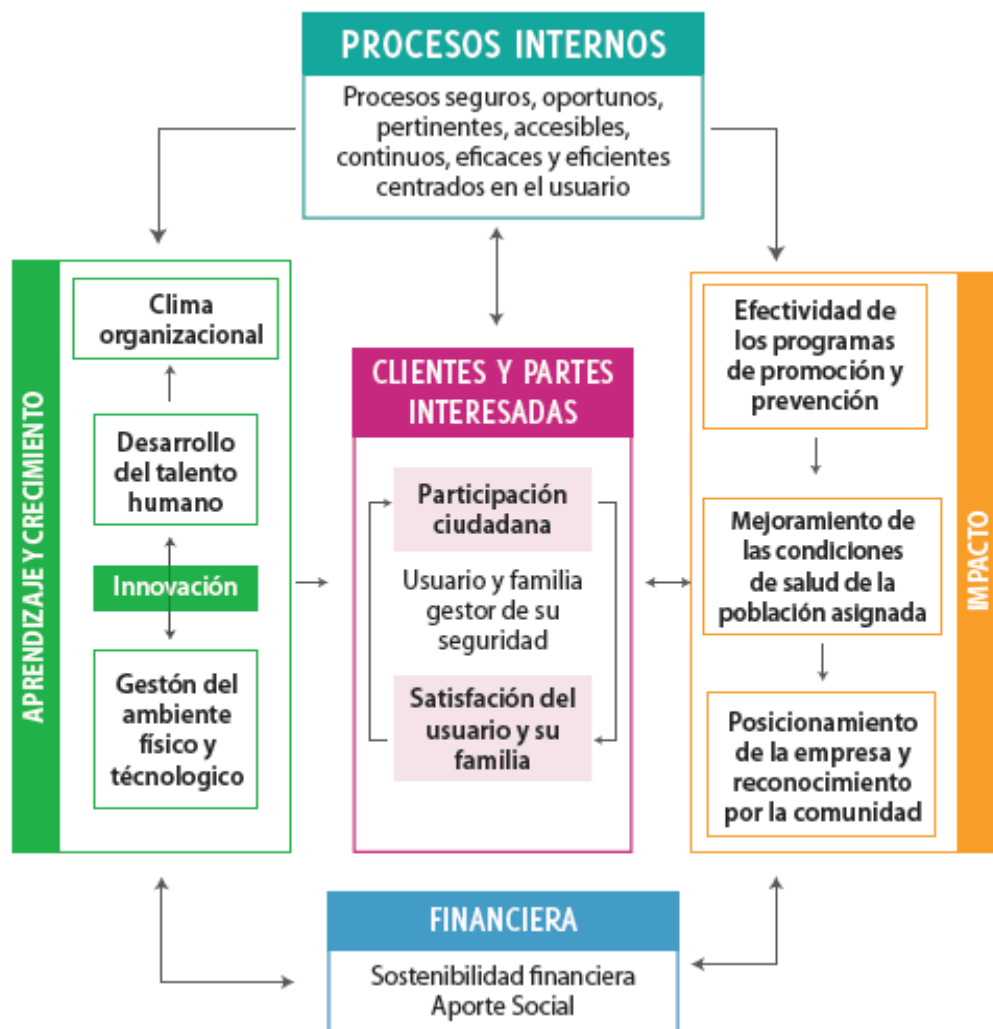 PROCESOS INTERNOS
Procesos seguros, oportunos,
pertinentes, accesibles,
continuos, eficaces y eficientes
centrados en el usuario
APRENDIZAJE Y CRECIMIENTO
Clima
organizacional
Desarrollo
del talento
humano
Innovación
Gestón del
ambiente
físico y
técnologico
CLIENTES Y PARTES
INTERESADAS
Participación
ciudadana
Usuario y familia
gestor de su
seguridad
Satisfación del
usuario y su
familia
Efectividad de
los programas
de promoción y
prevención
Mejoramiento de
las condiciones
de salud de la
población asignada
Posicionamiento
de la empresa y
reconocimiento
por la comunidad
IMPACTO
FINANCIERA
Sostenibilidad financiera
Aporte Social